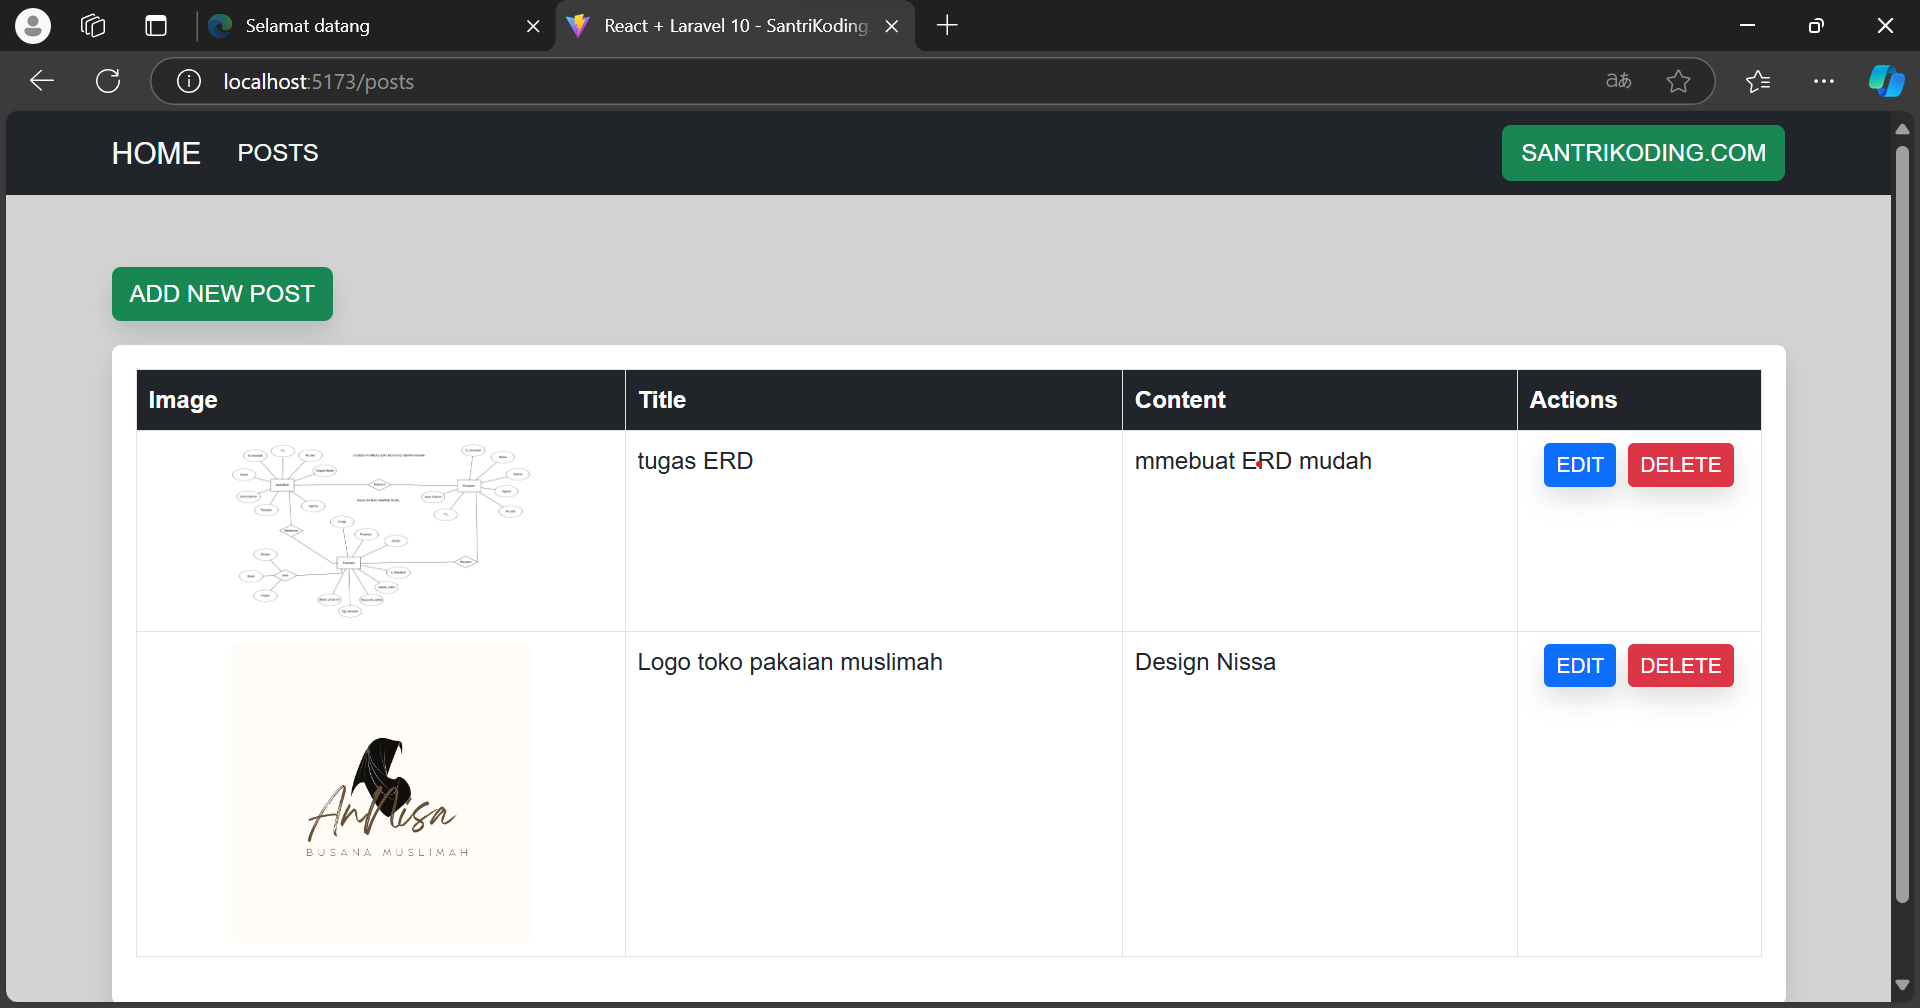 Selamat datang
React + Laravel 10 - SantriKoding
localhost:5173/posts
HOME POSTS SANTRIKODING.COM
ADD NEW POST
Image Title Content Actions
tugas ERD mmebuat ERD mudah EDIT DELETE
Logo toko pakaian muslimah Design Nissa EDIT DELETE
AnNisa
BUSANA MUSLIMAH